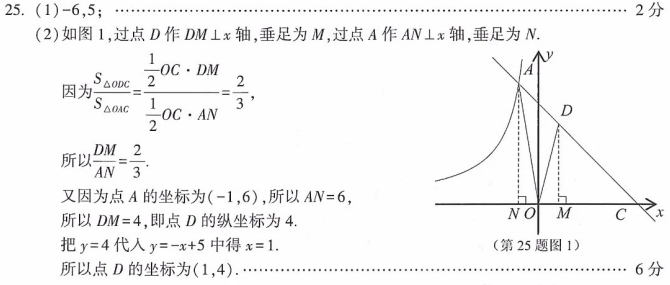 25. (1)-6,5; …… 2分
(2)如图1,过点D作DM⊥x轴,垂足为M,过点A作AN⊥x轴,垂足为N.
因为S△ODC/S△OAC=(1/2 OC·DM)/(1/2 OC·AN)=2/3,
所以DM/AN=2/3.
又因为点A的坐标为(-1,6),所以AN=6,
所以DM=4,即点D的纵坐标为4.
把y=4代入y=-x+5中得x=1.
所以点D的坐标为(1,4). …… 6分
y
A
D
N O M C x
(第25题图1)